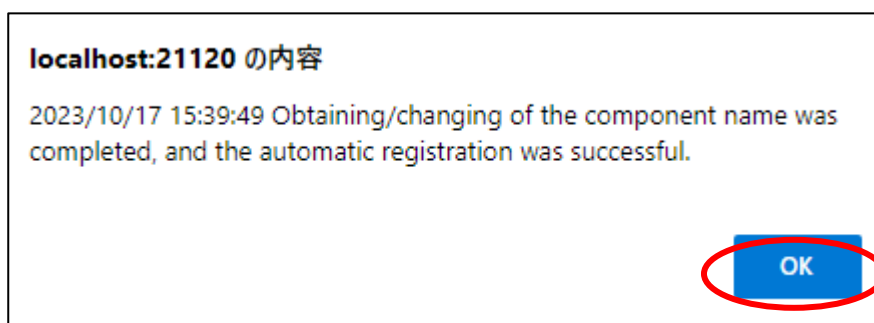 localhost:21120 の内容
2023/10/17 15:39:49 Obtaining/changing of the component name was
completed, and the automatic registration was successful.
OK